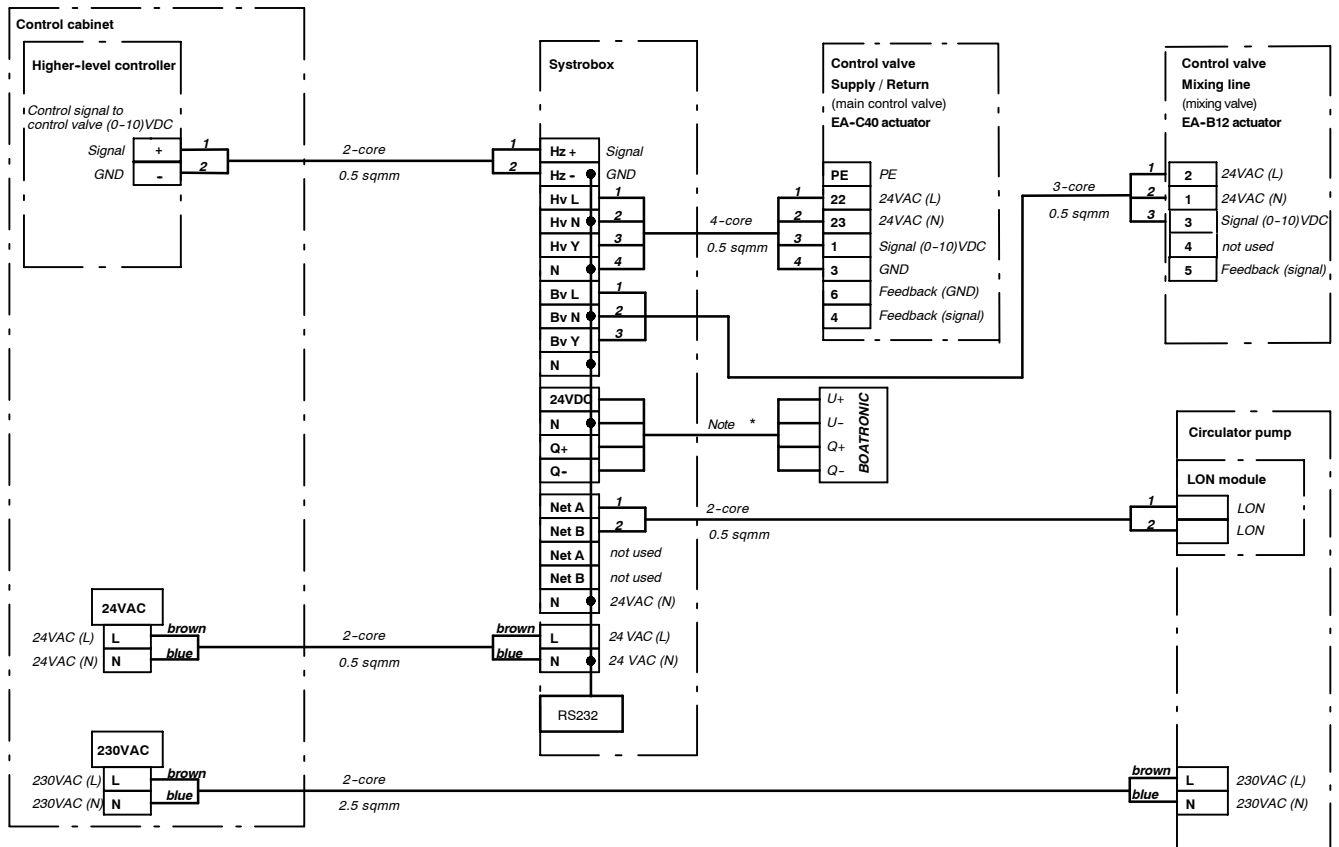 Control cabinet
Higher-level controller
Control signal to
control valve (0-10)VDC
Signal + 1
GND - 2
2-core
0.5 sqmm
Systrobox
1 Hz + Signal
2 Hz - GND
Hv L 1
Hv N 2
Hv Y 3
N 4
Bv L 1
Bv N 2
Bv Y 3
N
24VDC
N
Q+
Q-
Net A 1
Net B 2
Net A not used
Net B not used
N 24VAC (N)
brown L 24 VAC (L)
blue N 24 VAC (N)
RS232
4-core
0.5 sqmm
Control valve
Supply / Return
(main control valve)
EA-C40 actuator
PE PE
1 22 24VAC (L)
2 23 24VAC (N)
3 1 Signal (0-10)VDC
4 3 GND
6 Feedback (GND)
4 Feedback (signal)
3-core
0.5 sqmm
Control valve
Mixing line
(mixing valve)
EA-B12 actuator
1 2 24VAC (L)
2 1 24VAC (N)
3 3 Signal (0-10)VDC
4 not used
5 Feedback (signal)
Note *
U+
U-
Q+
Q-
BOATRONIC
2-core
0.5 sqmm
Circulator pump
LON module
1 LON
2 LON
24VAC
24VAC (L) L brown
24VAC (N) N blue
2-core
0.5 sqmm
230VAC
230VAC (L) L brown
230VAC (N) N blue
2-core
2.5 sqmm
brown L 230VAC (L)
blue N 230VAC (N)